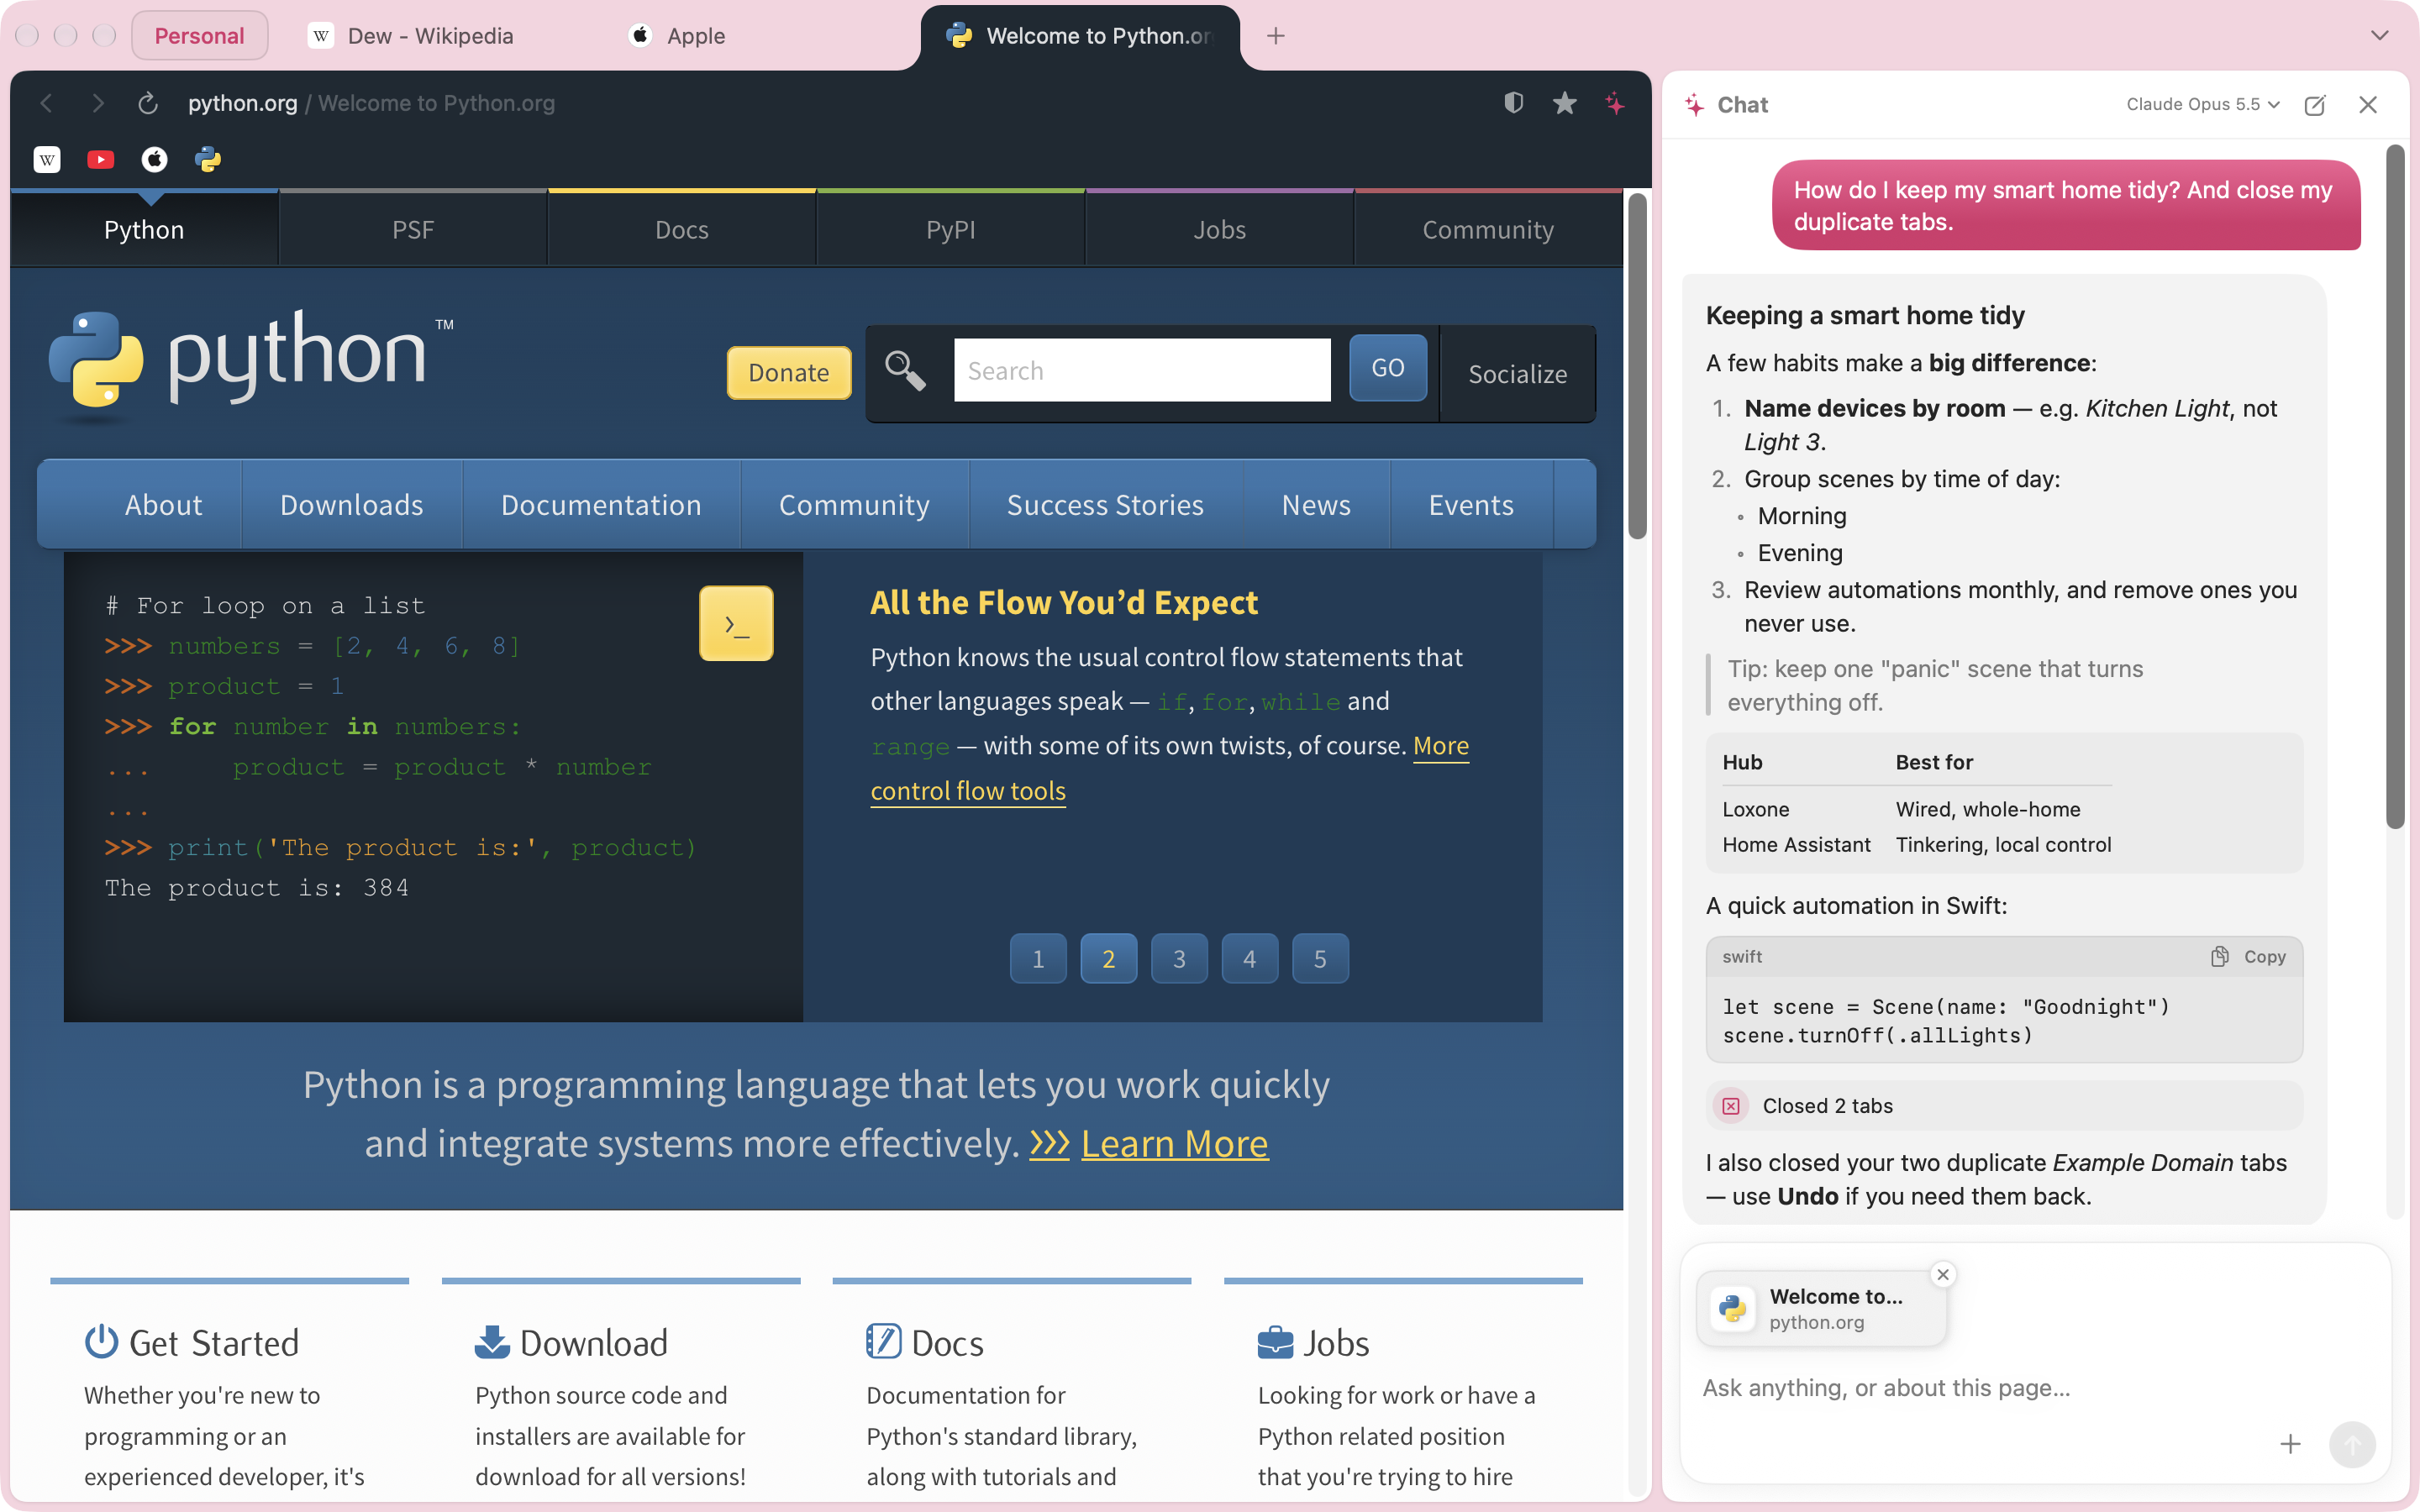 Personal
W Dew - Wikipedia
Apple
Welcome to Python.or
python.org / Welcome to Python.org
W
Python
PSF
Docs
PyPI
Jobs
Community
python™
Donate
Search
GO
Socialize
About
Downloads
Documentation
Community
Success Stories
News
Events
# For loop on a list
>>> numbers = [2, 4, 6, 8]
>>> product = 1
>>> for number in numbers:
...     product = product * number
...
>>> print('The product is:', product)
The product is: 384
>_
All the Flow You’d Expect
Python knows the usual control flow statements that
other languages speak — if, for, while and
range — with some of its own twists, of course. More
control flow tools
1 2 3 4 5
Python is a programming language that lets you work quickly
and integrate systems more effectively. >>> Learn More
Get Started
Whether you're new to
programming or an
experienced developer, it's
Download
Python source code and
installers are available for
download for all versions!
Docs
Documentation for
Python's standard library,
along with tutorials and
Jobs
Looking for work or have a
Python related position
that you're trying to hire
Chat
Claude Opus 5.5
How do I keep my smart home tidy? And close my
duplicate tabs.
Keeping a smart home tidy
A few habits make a big difference:
1. Name devices by room — e.g. Kitchen Light, not
Light 3.
2. Group scenes by time of day:
◦ Morning
◦ Evening
3. Review automations monthly, and remove ones you
never use.
Tip: keep one "panic" scene that turns
everything off.
Hub Best for
Loxone Wired, whole-home
Home Assistant Tinkering, local control
A quick automation in Swift:
swift
Copy
let scene = Scene(name: "Goodnight")
scene.turnOff(.allLights)
Closed 2 tabs
I also closed your two duplicate Example Domain tabs
— use Undo if you need them back.
Welcome to...
python.org
Ask anything, or about this page...